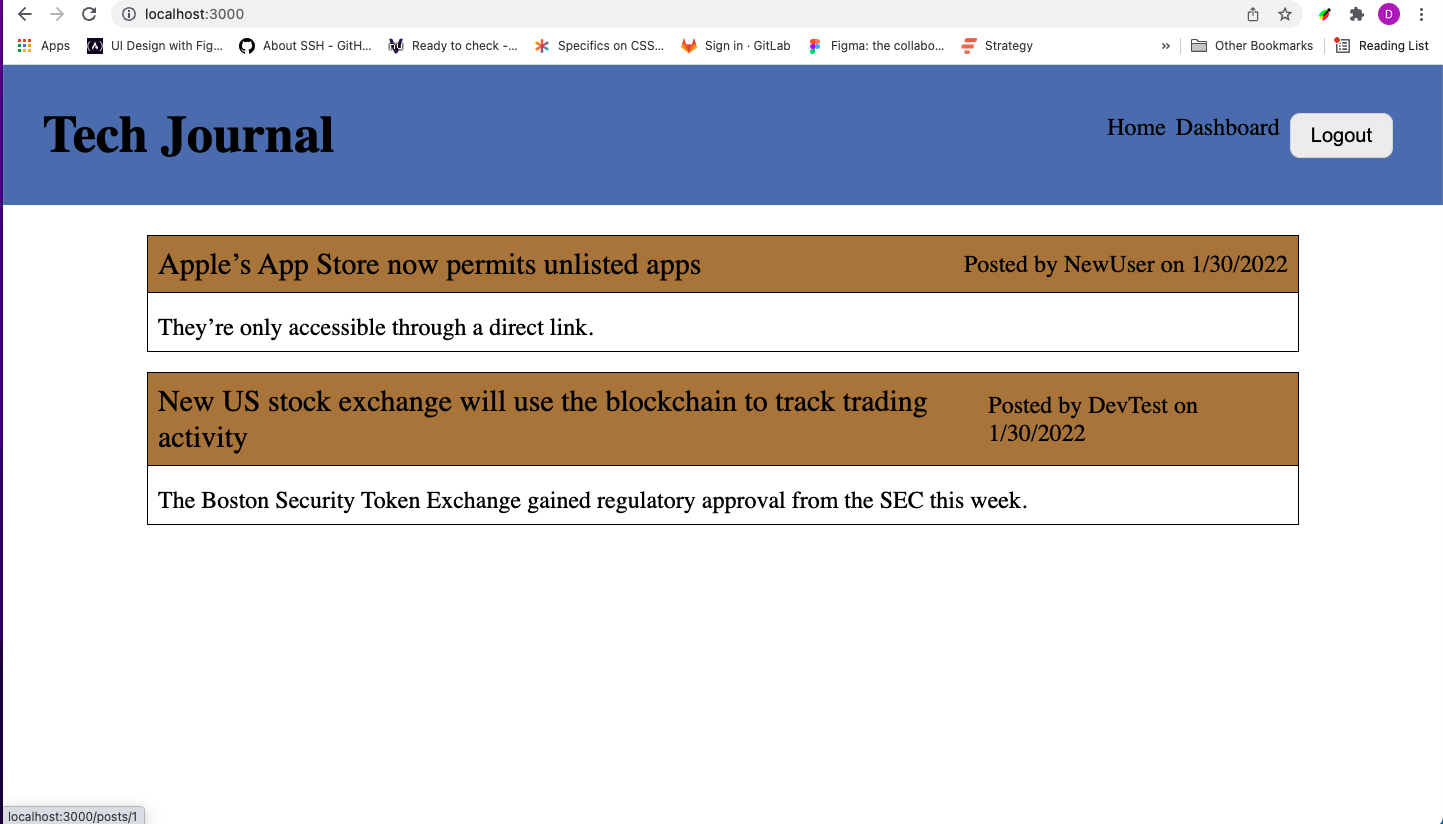 localhost:3000
D
Apps UI Design with Fig... About SSH - GitH... Ready to check -... Specifics on CSS... Sign in · GitLab Figma: the collabo... Strategy » Other Bookmarks Reading List
Tech Journal
Home Dashboard Logout
Apple’s App Store now permits unlisted apps
Posted by NewUser on 1/30/2022
They’re only accessible through a direct link.
New US stock exchange will use the blockchain to track trading
activity
Posted by DevTest on
1/30/2022
The Boston Security Token Exchange gained regulatory approval from the SEC this week.
localhost:3000/posts/1